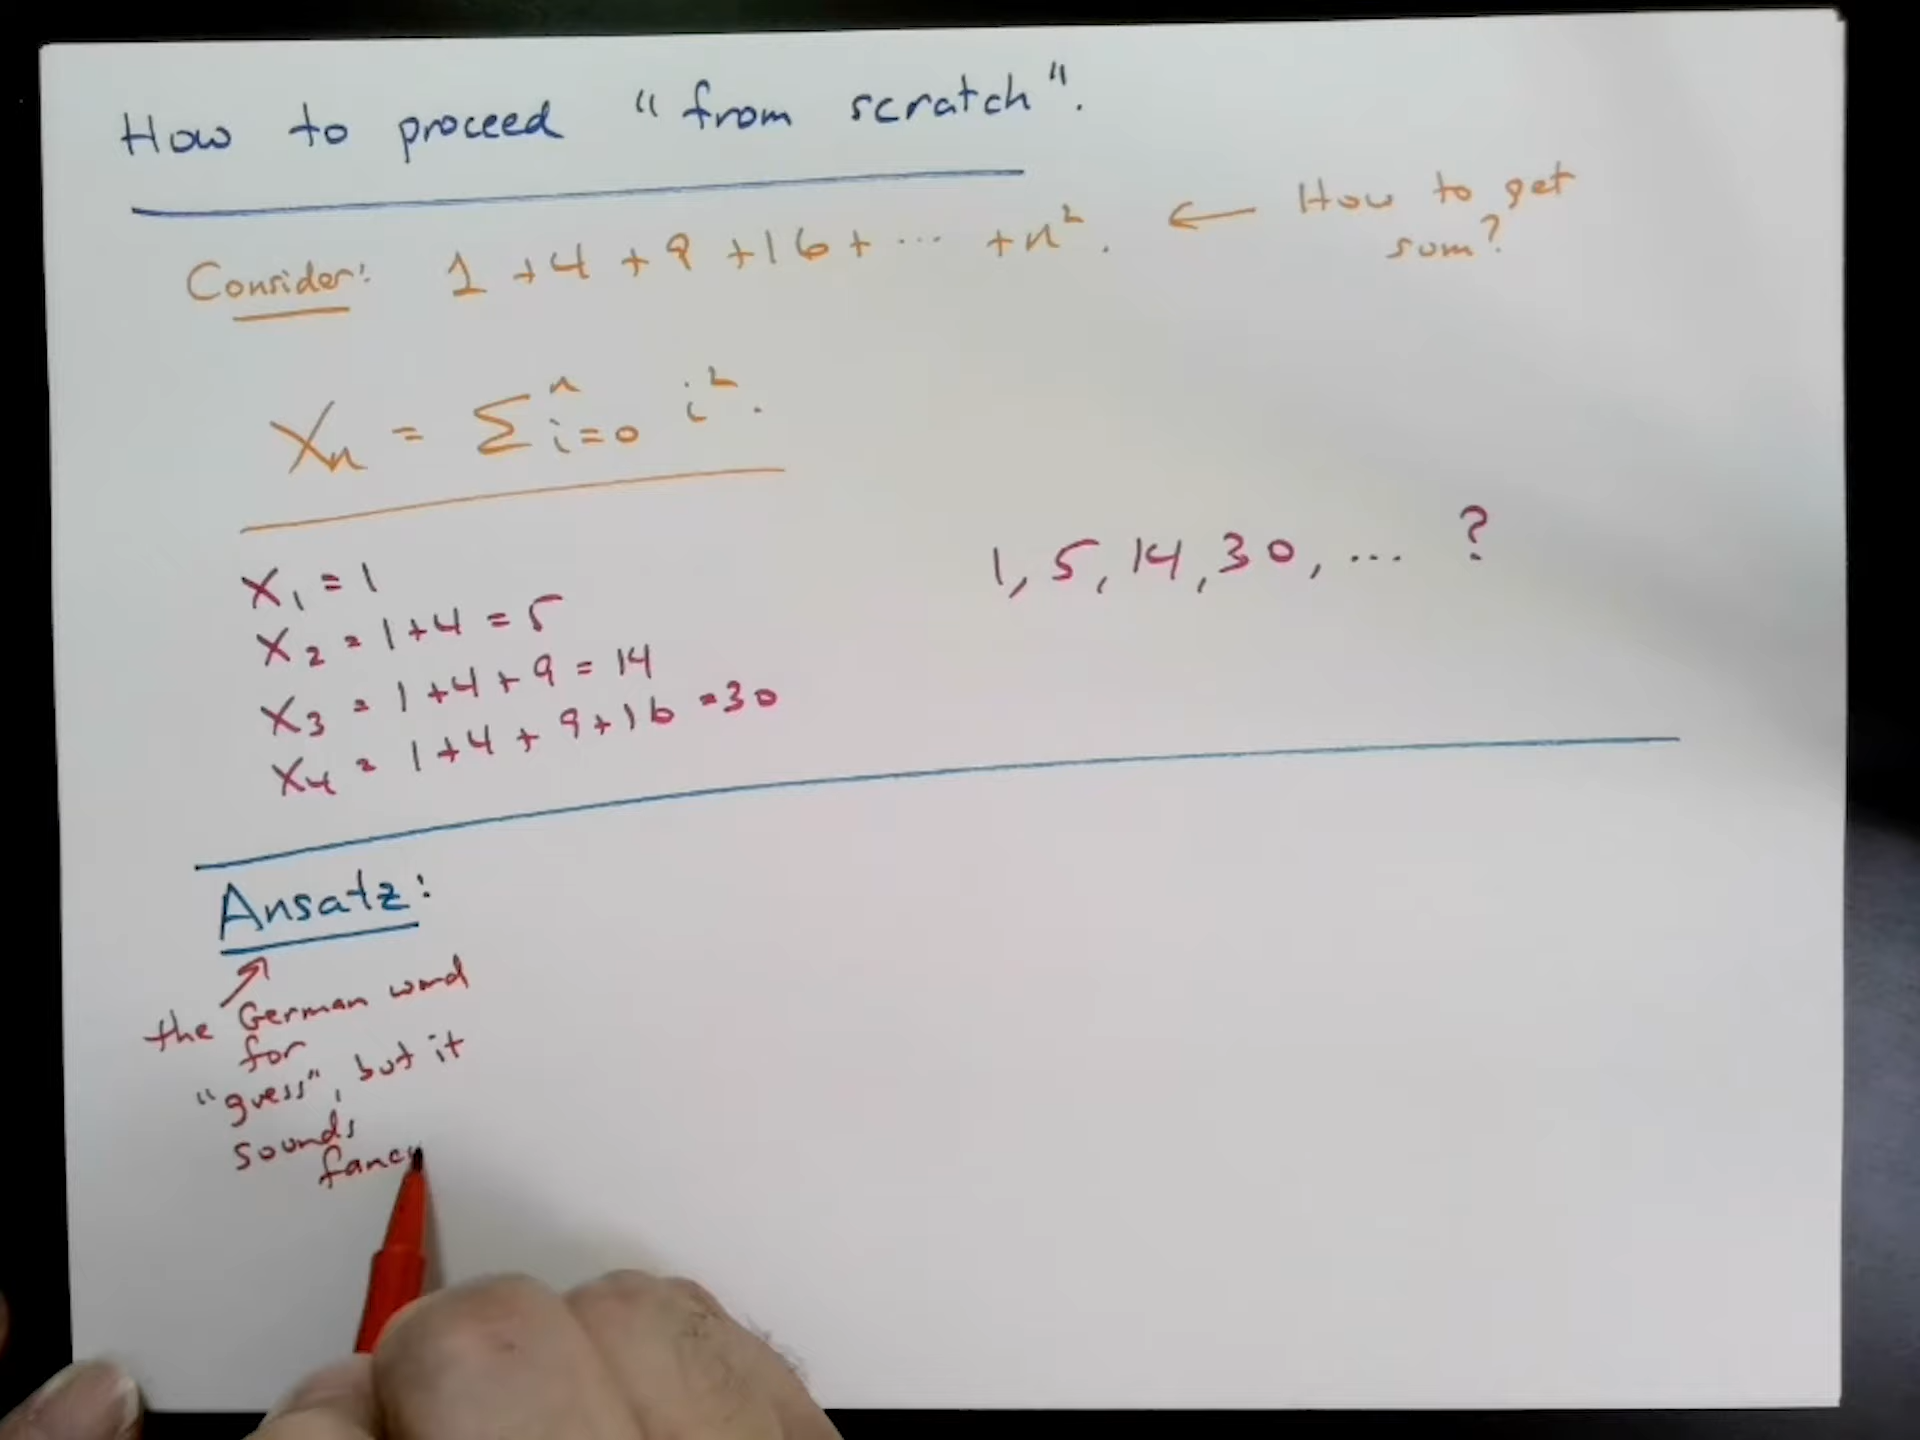 How to proceed "from scratch".
Consider: 1 + 4 + 9 + 16 + ... + n². ← How to get
sum?
Xₙ = Σⁿᵢ₌₀ i².
X₁ = 1
X₂ = 1+4 = 5
X₃ = 1+4+9 = 14
X₄ = 1+4+9+16 = 30
1, 5, 14, 30, ... ?
Ansatz:
the German word
for
"guess", but it
sounds
fancy